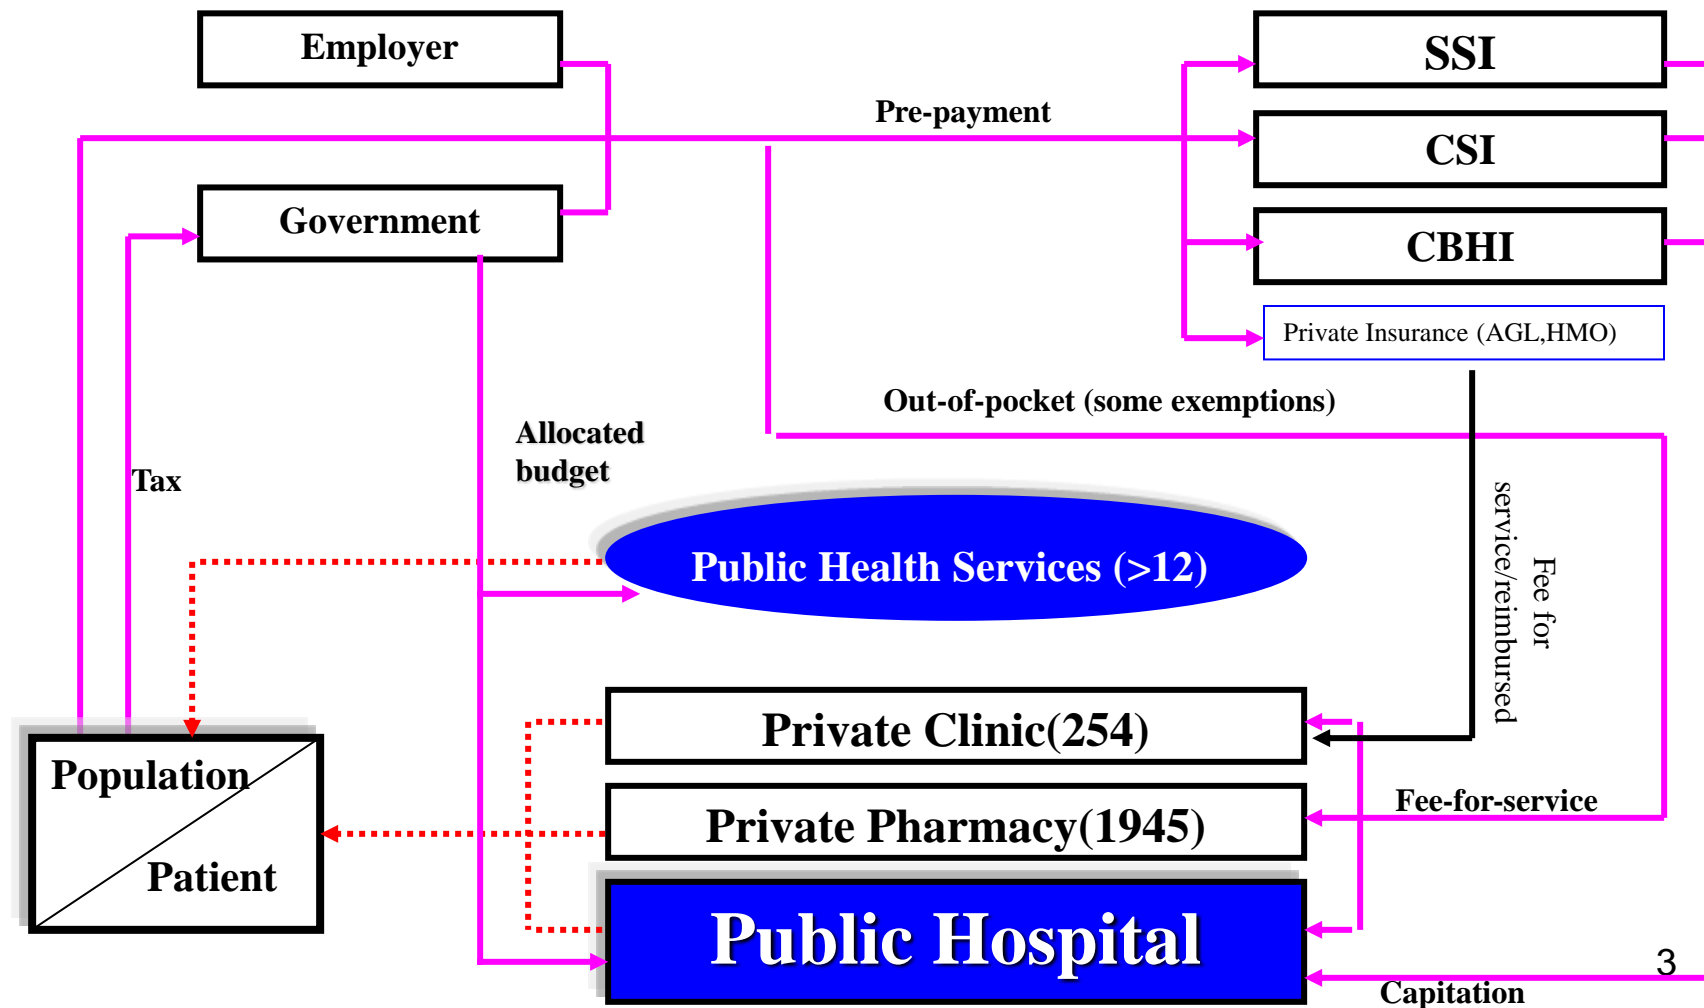 Employer
SSI
Pre-payment
CSI
Government
CBHI
Private Insurance (AGL,HMO)
Out-of-pocket (some exemptions)
Allocated
budget
Tax
Fee for
service/reimbursed
Public Health Services (>12)
Private Clinic(254)
Population
Patient
Private Pharmacy(1945)
Fee-for-service
Public Hospital
3
Capitation